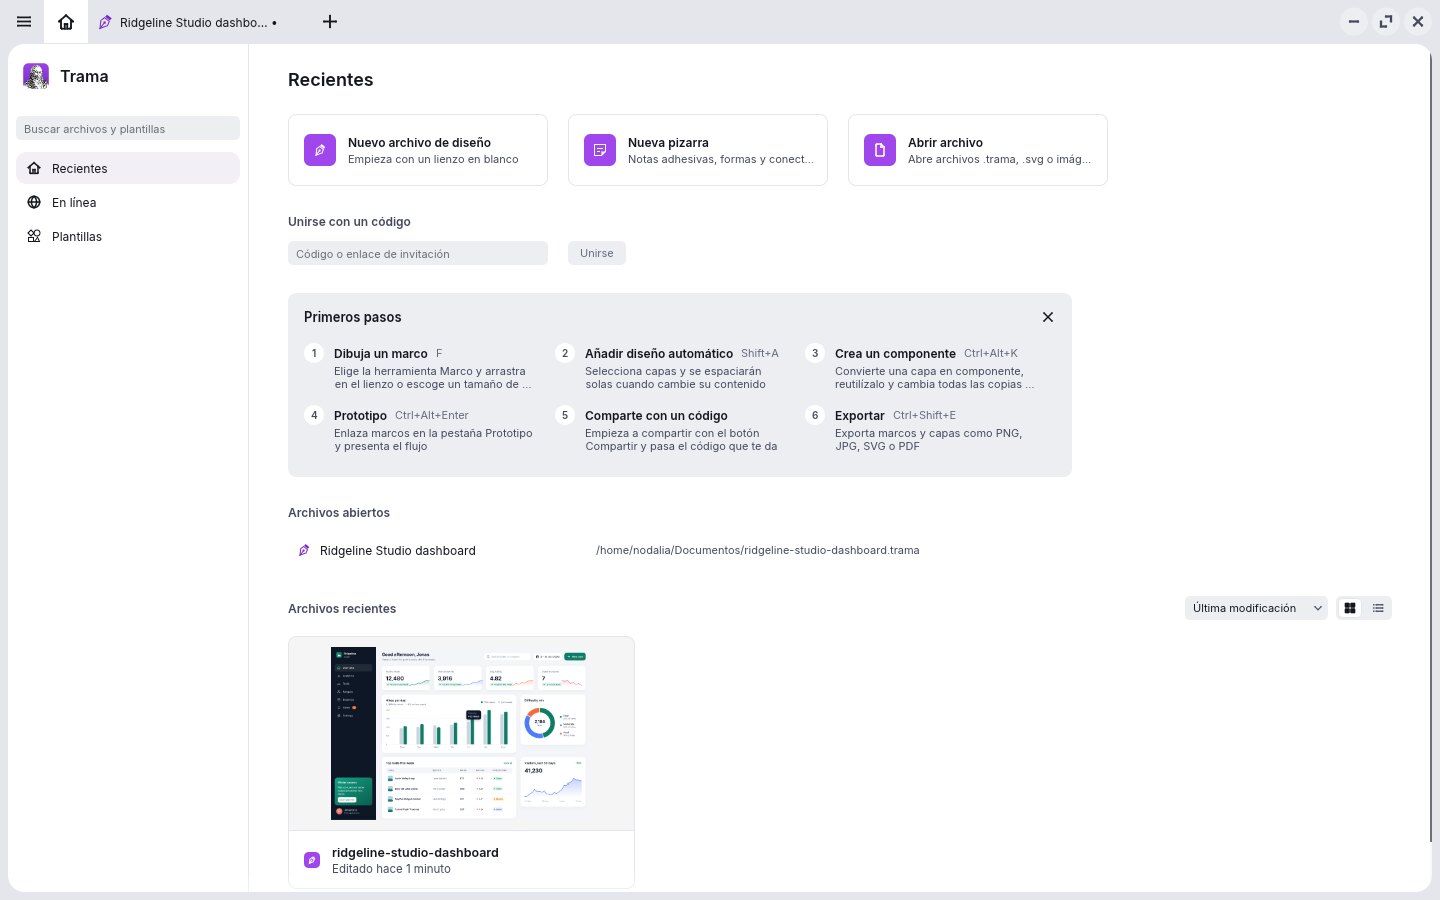 Ridgeline Studio dashbo... •
Trama
Buscar archivos y plantillas
Recientes
En línea
Plantillas
Recientes
Nuevo archivo de diseño
Empieza con un lienzo en blanco
Nueva pizarra
Notas adhesivas, formas y conect...
Abrir archivo
Abre archivos .trama, .svg o imág...
Unirse con un código
Código o enlace de invitación
Unirse
Primeros pasos
1 Dibuja un marco F
Elige la herramienta Marco y arrastra
en el lienzo o escoge un tamaño de ...
2 Añadir diseño automático Shift+A
Selecciona capas y se espaciarán
solas cuando cambie su contenido
3 Crea un componente Ctrl+Alt+K
Convierte una capa en componente,
reutilízalo y cambia todas las copias ...
4 Prototipo Ctrl+Alt+Enter
Enlaza marcos en la pestaña Prototipo
y presenta el flujo
5 Comparte con un código
Empieza a compartir con el botón
Compartir y pasa el código que te da
6 Exportar Ctrl+Shift+E
Exporta marcos y capas como PNG,
JPG, SVG o PDF
Archivos abiertos
Ridgeline Studio dashboard
/home/nodalia/Documentos/ridgeline-studio-dashboard.trama
Archivos recientes
Última modificación
Good afternoon, Jonas
12,480
3,916
4.82
7
41,230
ridgeline-studio-dashboard
Editado hace 1 minuto